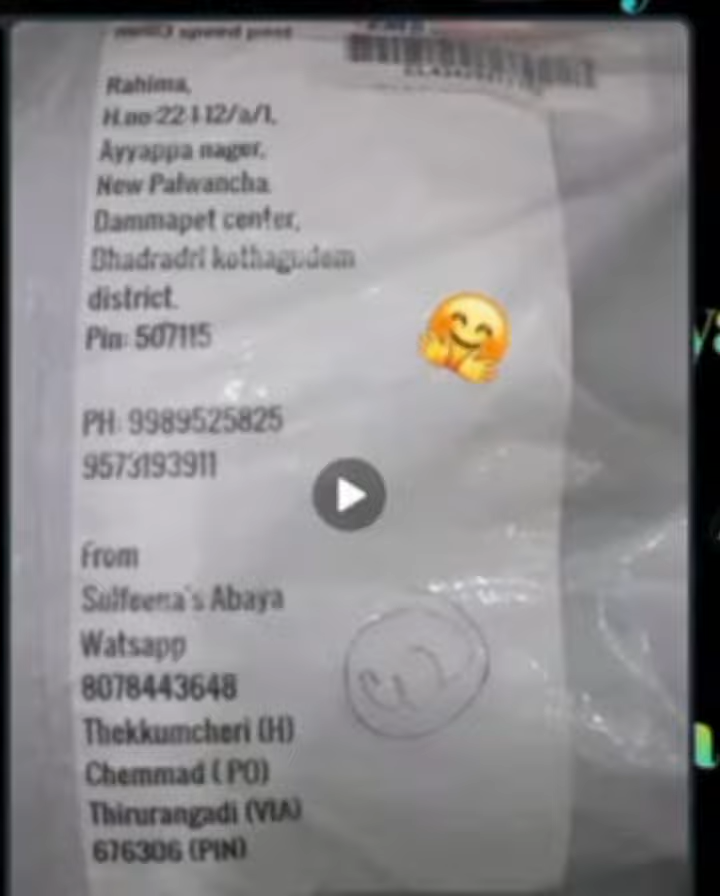 speed post
Rahima,
H.no:22-1-12/a/1,
Ayyappa nager,
New Palwancha
Dammapet center,
Bhadradri kothagudem
district.
Pin: 507115
PH: 9989525825
9573193911
From
Sulfeena's Abaya
Watsapp
8078443648
Thekkumcheri (H)
Chemmad ( PO)
Thirurangadi (VIA)
676306 (PIN)